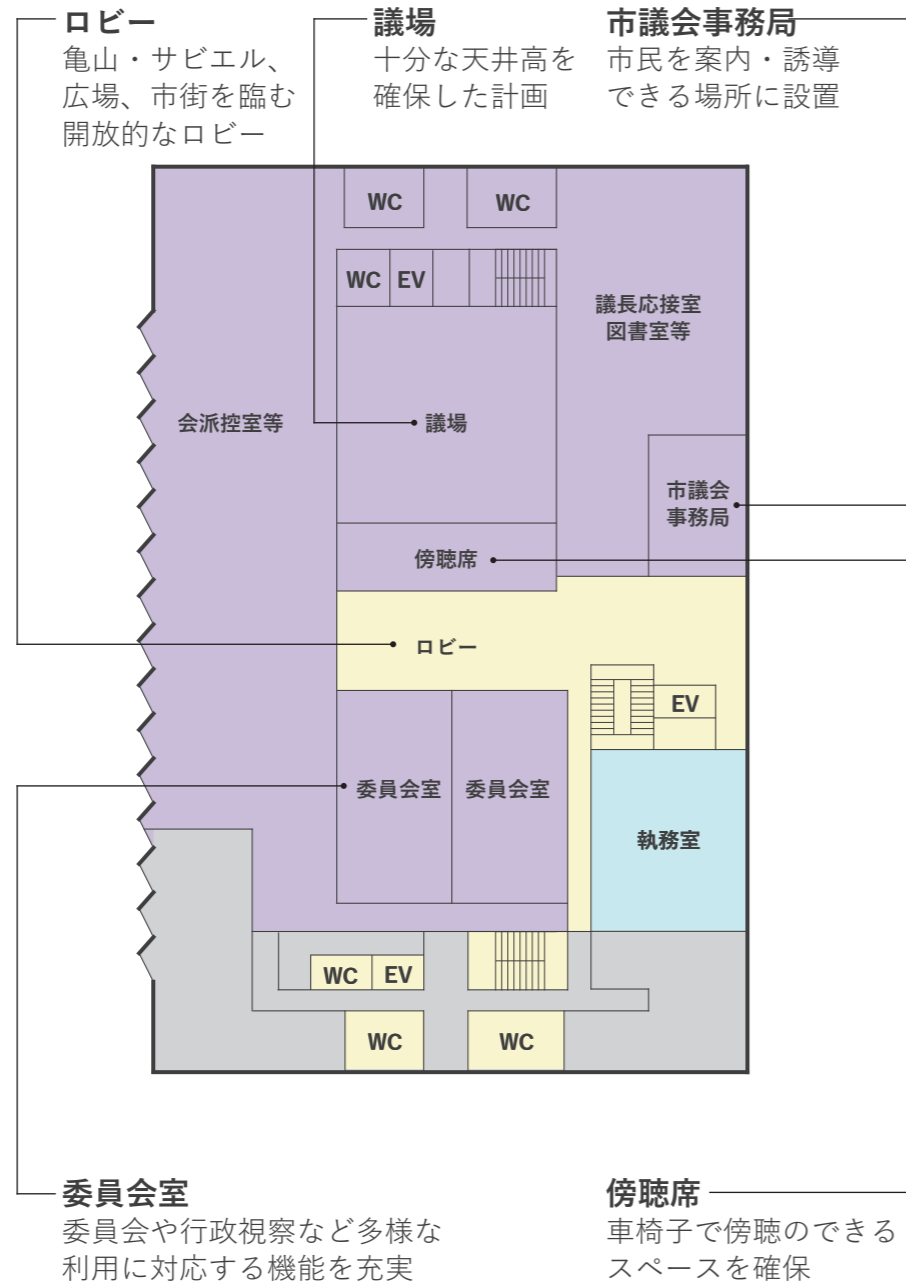 ロビー
亀山・サビエル、
広場、市街を臨む
開放的なロビー
議場
十分な天井高を
確保した計画
市議会事務局
市民を案内・誘導
できる場所に設置
WC
WC
WC
EV
議長応接室
図書室等
会派控室等
議場
市議会
事務局
傍聴席
ロビー
EV
委員会室
委員会室
執務室
WC
EV
WC
WC
委員会室
委員会や行政視察など多様な
利用に対応する機能を充実
傍聴席
車椅子で傍聴のできる
スペースを確保